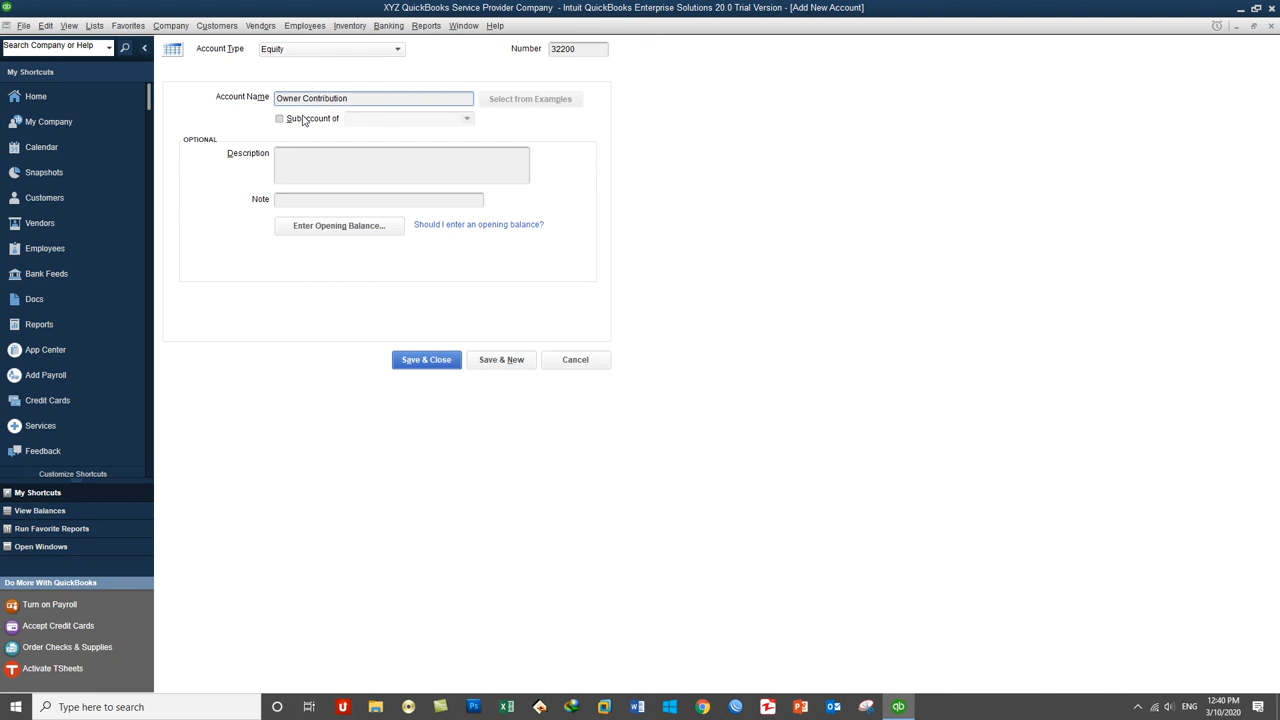 XYZ QuickBooks Service Provider Company - Intuit QuickBooks Enterprise Solutions 20.0 Trial Version - [Add New Account]
File Edit View Lists Favorites Company Customers Vendors Employees Inventory Banking Reports Window Help
Search Company or Help
Account Type Equity Number 32200
My Shortcuts
Home
My Company
Calendar
Snapshots
Customers
Vendors
Employees
Bank Feeds
Docs
Reports
App Center
Add Payroll
Credit Cards
Services
Feedback
Customize Shortcuts
My Shortcuts
View Balances
Run Favorite Reports
Open Windows
Do More With QuickBooks
Turn on Payroll
Accept Credit Cards
Order Checks & Supplies
Activate TSheets
Account Name Owner Contribution Select from Examples
Subaccount of
OPTIONAL
Description
Note
Enter Opening Balance... Should I enter an opening balance?
Save & Close Save & New Cancel
Type here to search
12:40 PM
3/10/2020